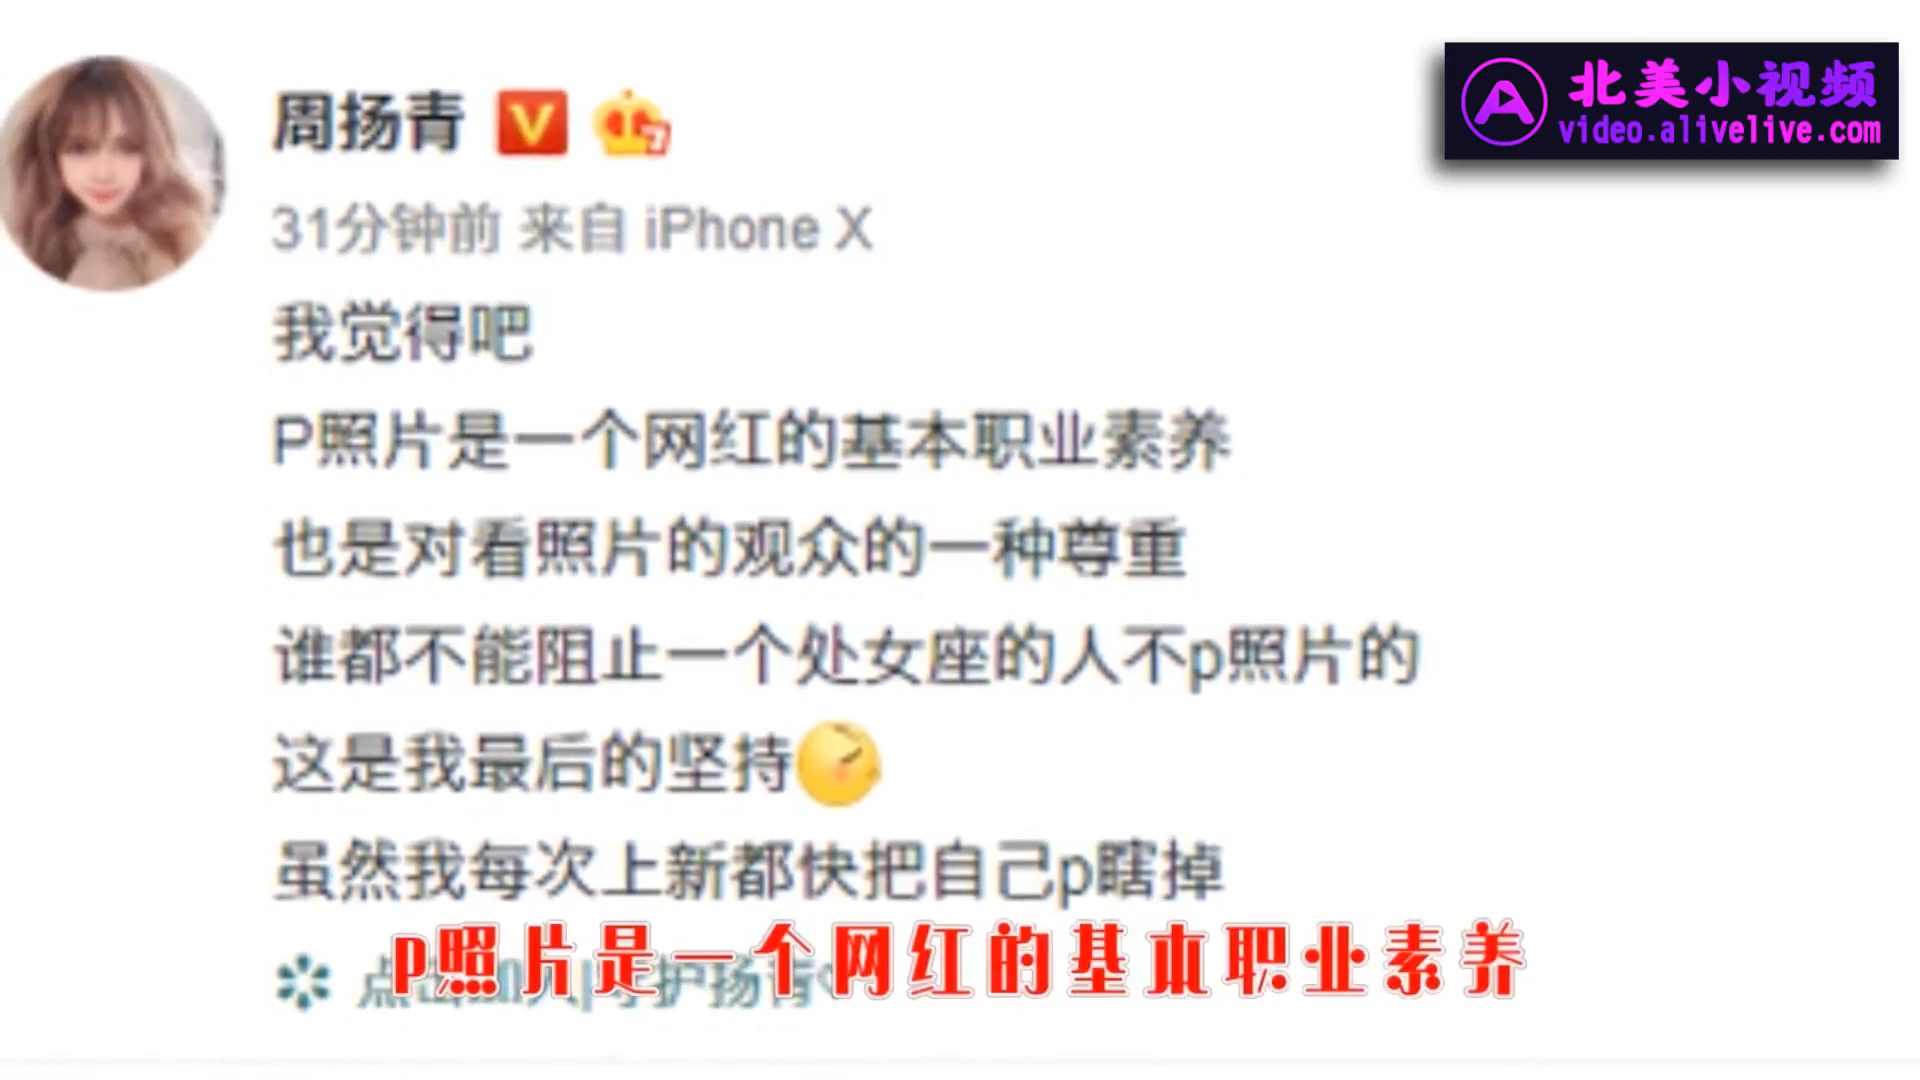 周扬青
31分钟前 来自 iPhone X
我觉得吧
P照片是一个网红的基本职业素养
也是对看照片的观众的一种尊重
谁都不能阻止一个处女座的人不p照片的
这是我最后的坚持
虽然我每次上新都快把自己p瞎掉
P照片是一个网红的基本职业素养
北美小视频
video.alivelive.com